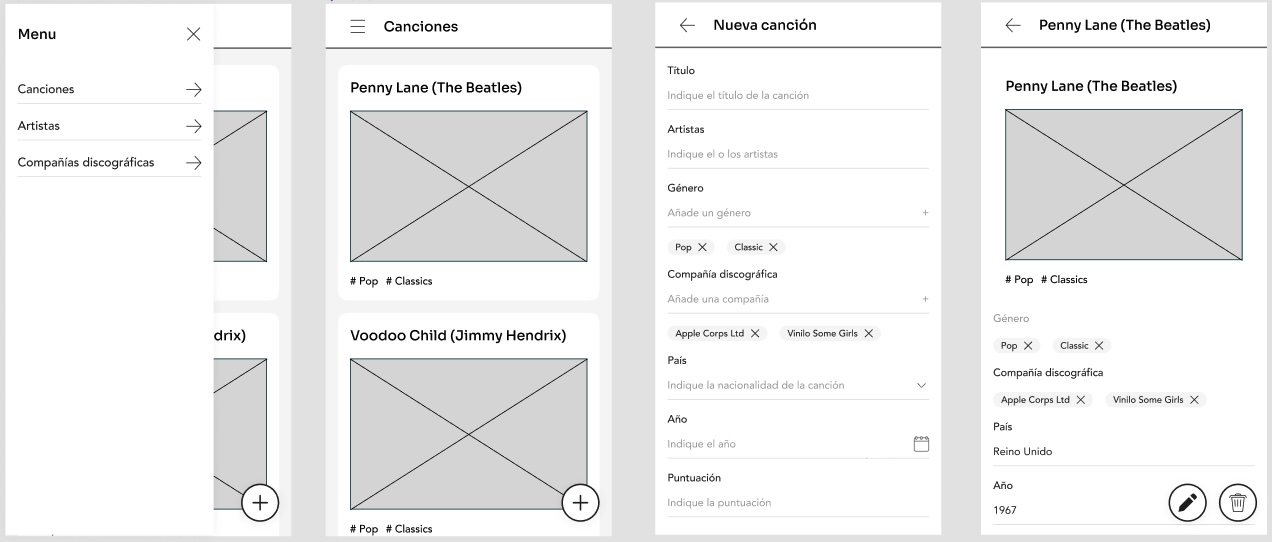 Menu
Canciones
Artistas
Compañías discográficas
drix)
Canciones
Penny Lane (The Beatles)
# Pop # Classics
Voodoo Child (Jimmy Hendrix)
# Pop # Classics
Nueva canción
Título
Indique el título de la canción
Artistas
Indique el o los artistas
Género
Añade un género
Pop Classic
Compañía discográfica
Añade una compañía
Apple Corps Ltd Vinilo Some Girls
País
Indique la nacionalidad de la canción
Año
Indique el año
Puntuación
Indique la puntuación
Penny Lane (The Beatles)
Penny Lane (The Beatles)
# Pop # Classics
Género
Pop Classic
Compañía discográfica
Apple Corps Ltd Vinilo Some Girls
País
Reino Unido
Año
1967